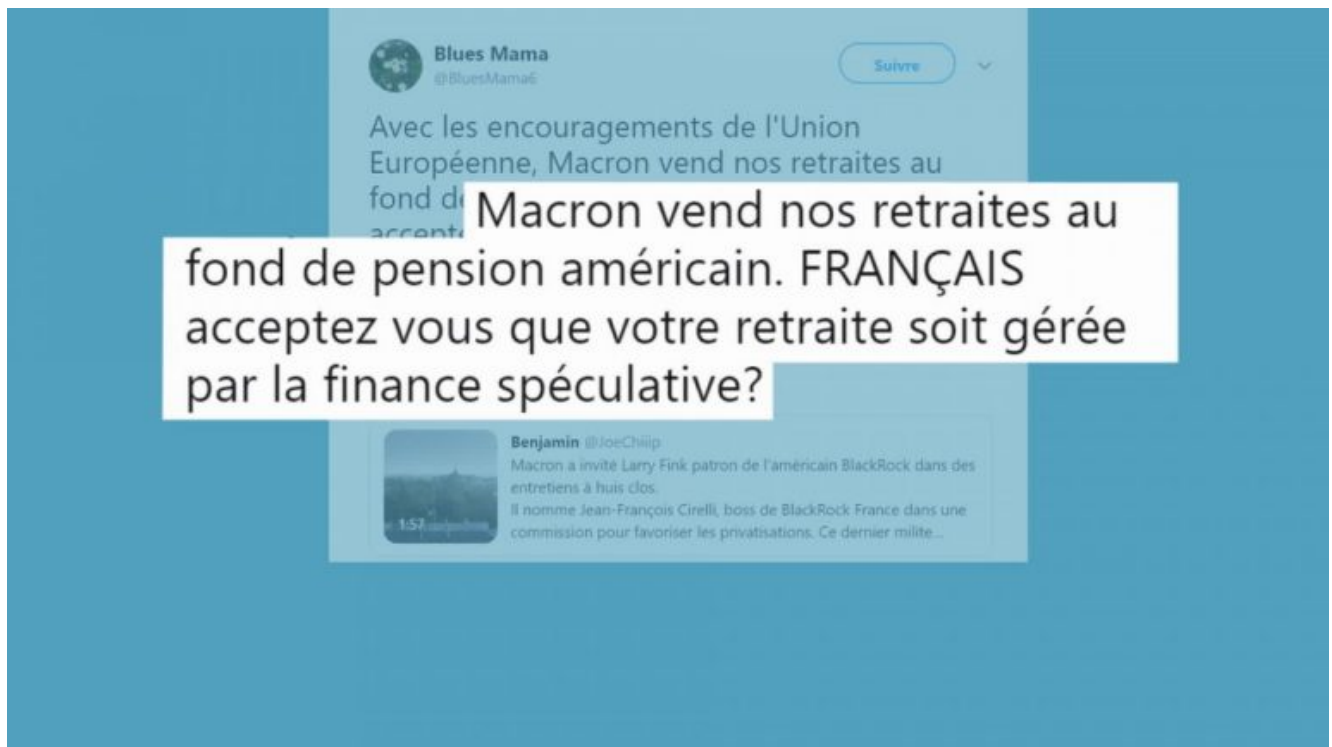 Blues Mama
@BluesMama6
Suivre
Avec les encouragements de l'Union
Européenne, Macron vend nos retraites au
fond de
accepte
Macron vend nos retraites au
fond de pension américain. FRANÇAIS
acceptez vous que votre retraite soit gérée
par la finance spéculative?
Benjamin @JoeChiiip
Macron a invité Larry Fink patron de l'américain BlackRock dans des
entretiens à huis clos.
Il nomme Jean-François Cirelli, boss de BlackRock France dans une
commission pour favoriser les privatisations. Ce dernier milite...
1:57